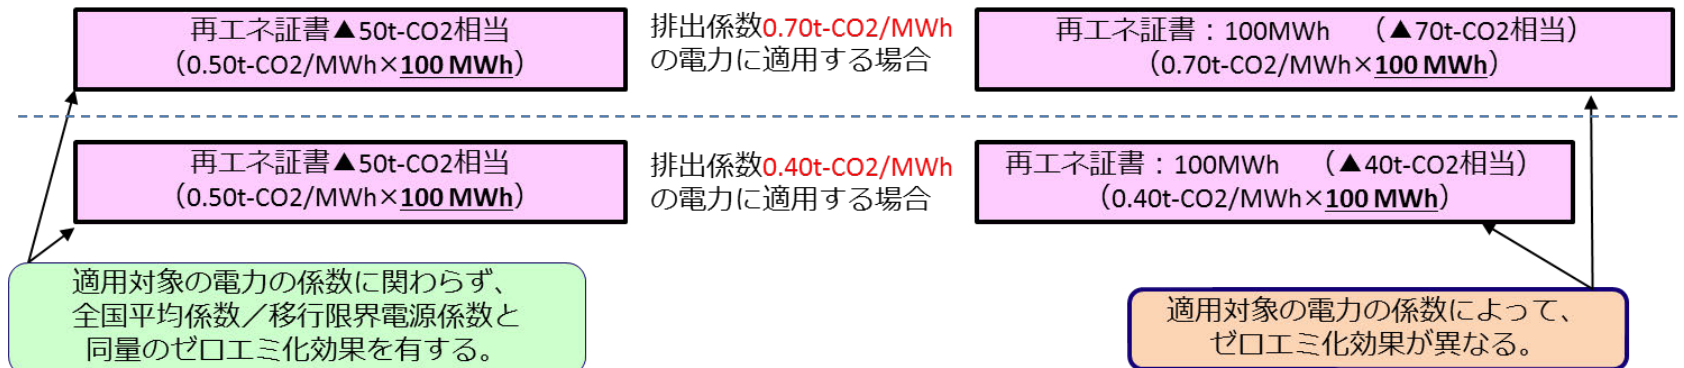 再エネ証書▲50t-CO2相当
（0.50t-CO2/MWh×100 MWh）
排出係数0.70t-CO2/MWh
の電力に適用する場合
再エネ証書：100MWh　（▲70t-CO2相当）
（0.70t-CO2/MWh×100 MWh）
再エネ証書▲50t-CO2相当
（0.50t-CO2/MWh×100 MWh）
排出係数0.40t-CO2/MWh
の電力に適用する場合
再エネ証書：100MWh　（▲40t-CO2相当）
（0.40t-CO2/MWh×100 MWh）
適用対象の電力の係数に関わらず、
全国平均係数／移行限界電源係数と
同量のゼロエミ化効果を有する。
適用対象の電力の係数によって、
ゼロエミ化効果が異なる。